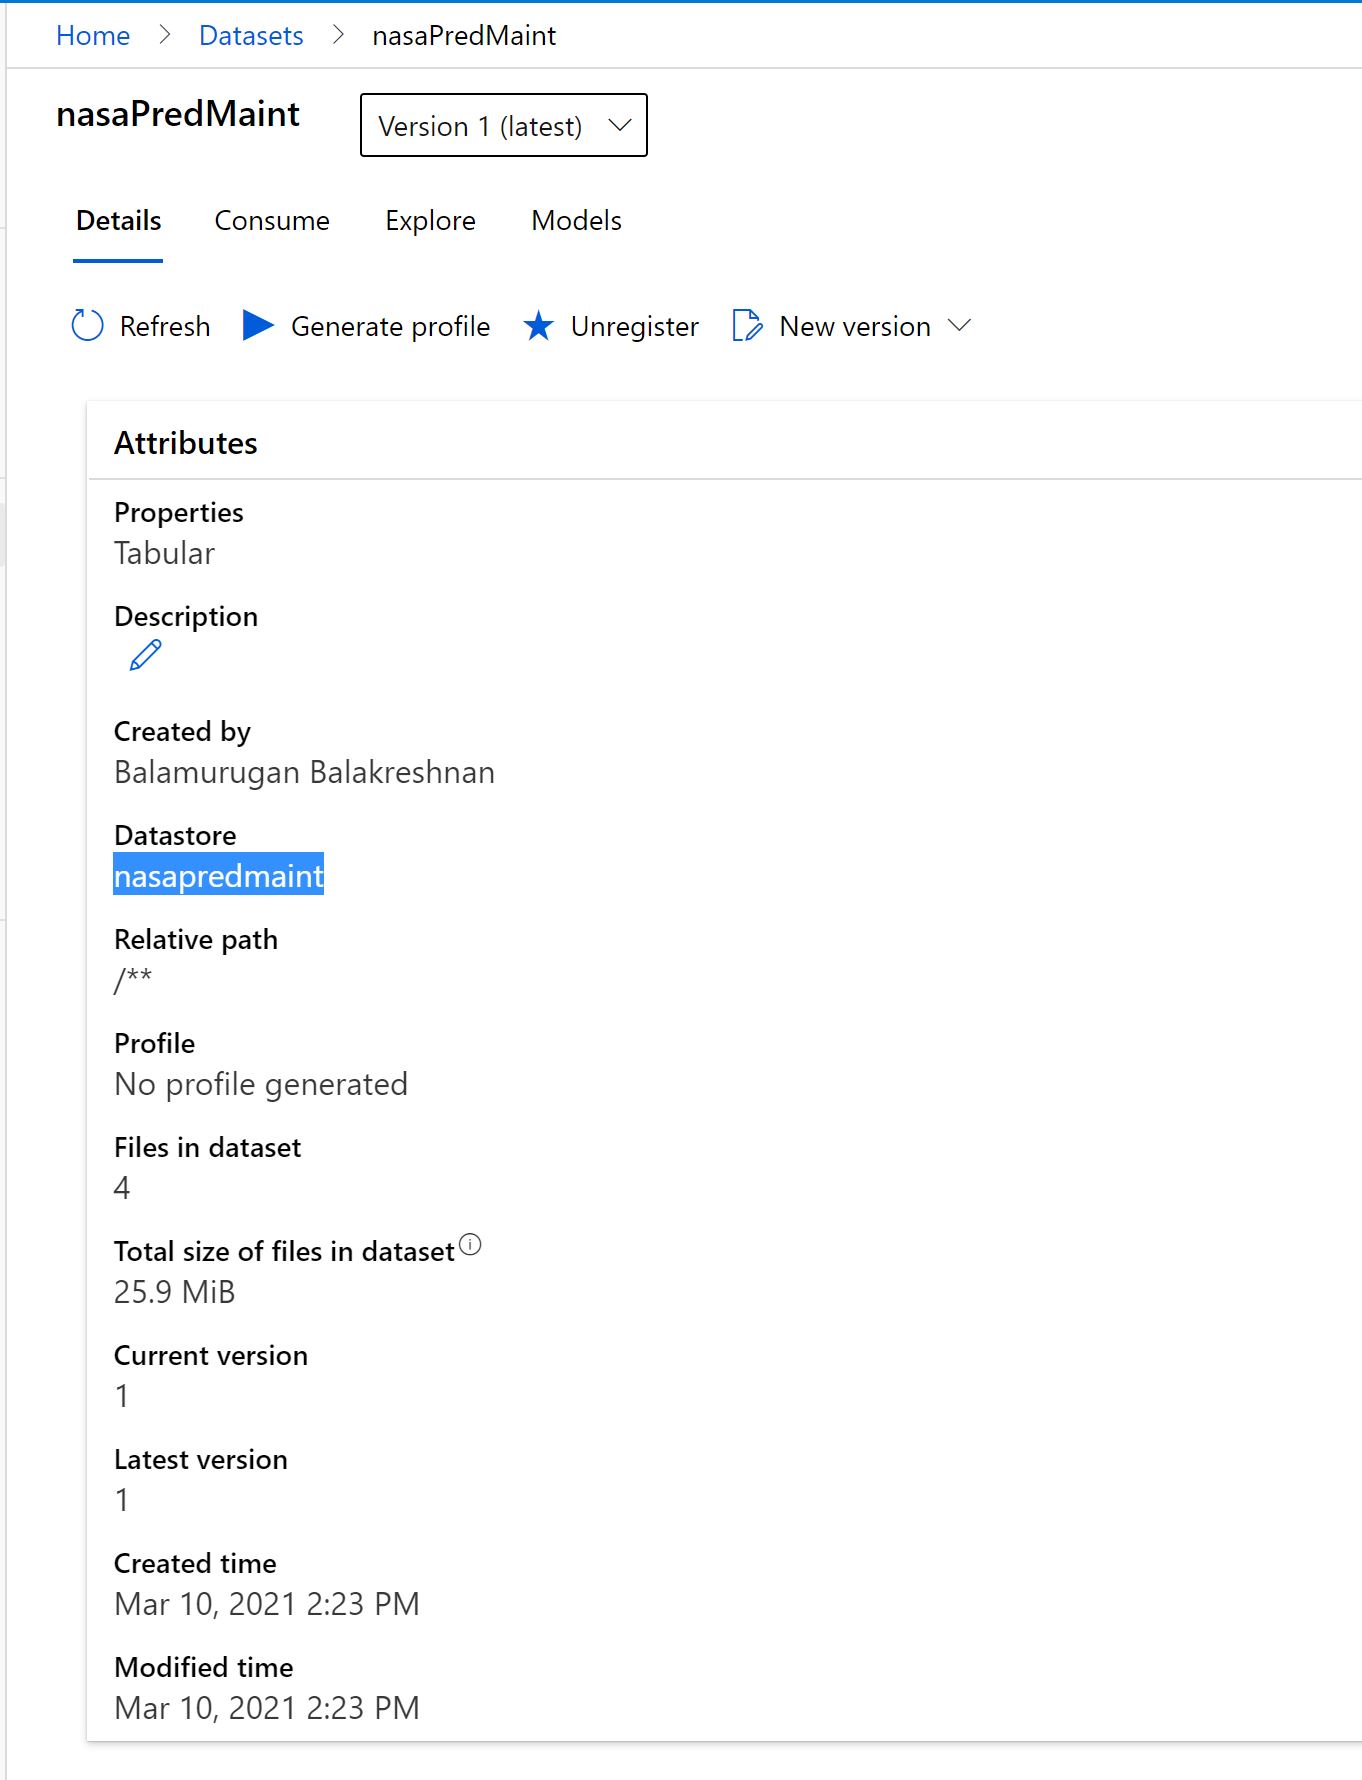 Home > Datasets > nasaPredMaint
nasaPredMaint Version 1 (latest)
Details Consume Explore Models
Refresh Generate profile Unregister New version
Attributes
Properties
Tabular
Description
Created by
Balamurugan Balakreshnan
Datastore
nasapredmaint
Relative path
/**
Profile
No profile generated
Files in dataset
4
Total size of files in dataset
25.9 MiB
Current version
1
Latest version
1
Created time
Mar 10, 2021 2:23 PM
Modified time
Mar 10, 2021 2:23 PM